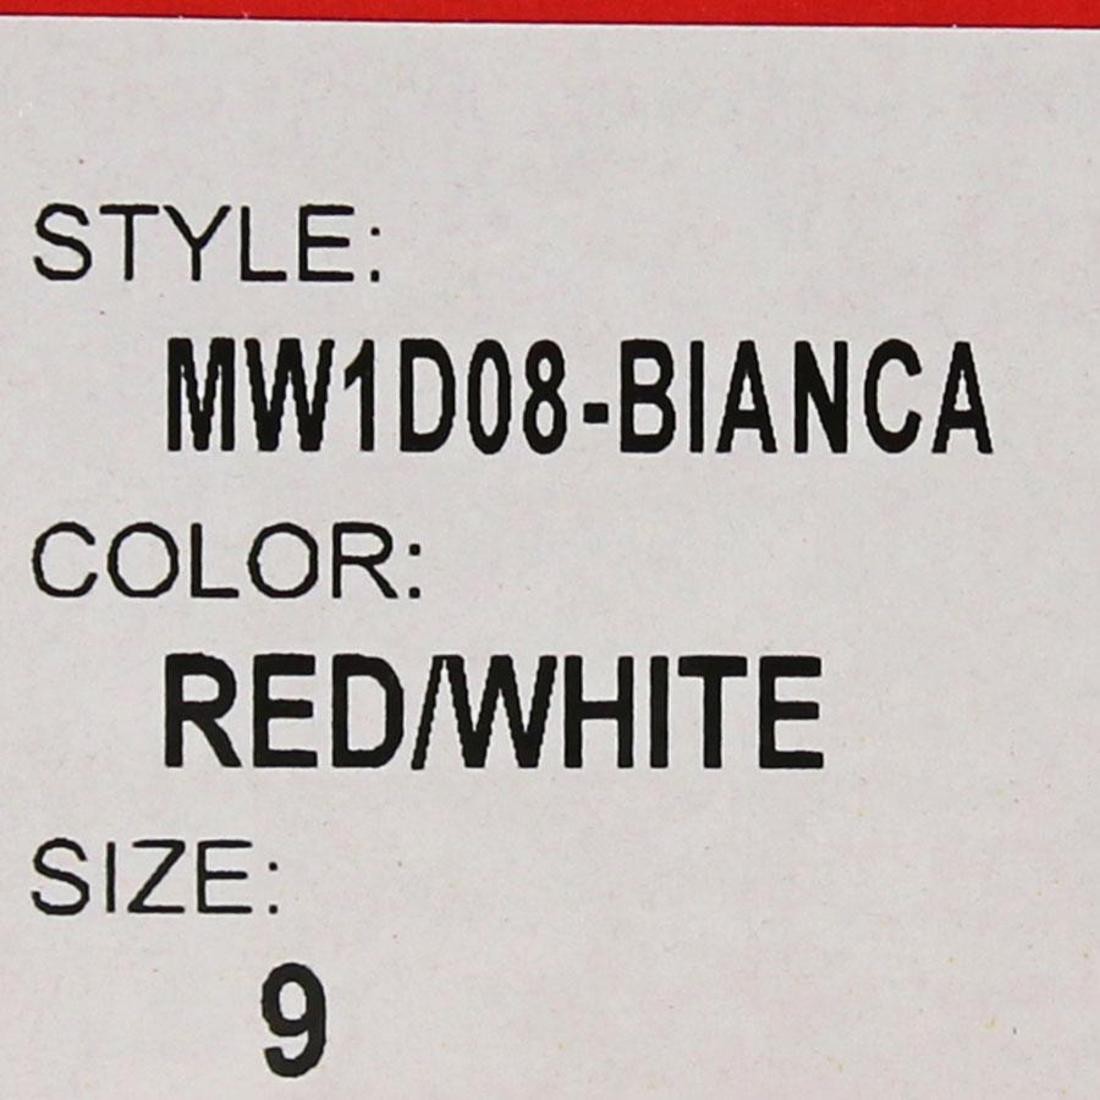 STYLE:
MW1D08-BIANCA
COLOR:
RED/WHITE
SIZE:
9